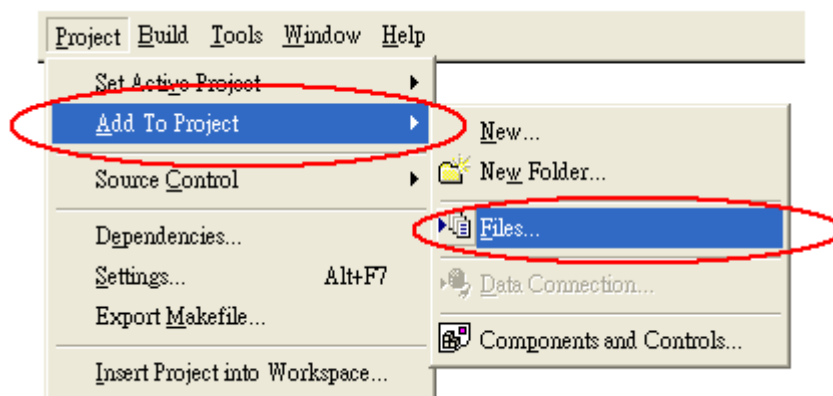 Project Build Tools Window Help
Set Active Project
Add To Project
Source Control
Dependencies...
Settings... Alt+F7
Export Makefile...
Insert Project into Workspace...
New...
New Folder...
Files...
Data Connection...
Components and Controls...